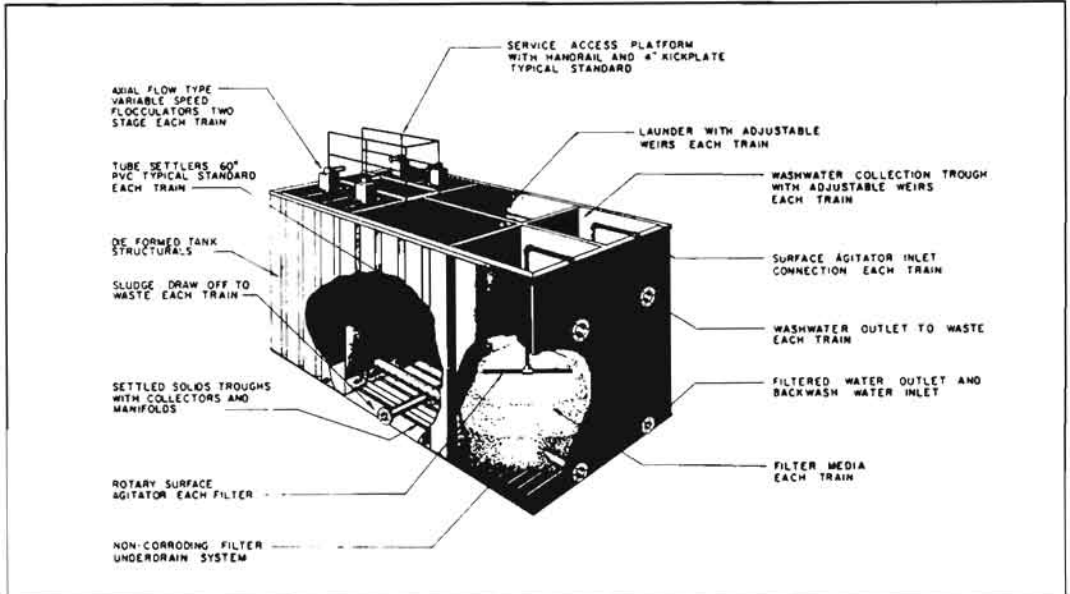 SERVICE ACCESS PLATFORM
WITH HANDRAIL AND 4" KICKPLATE
TYPICAL STANDARD
AXIAL FLOW TYPE
VARIABLE SPEED
FLOCCULATORS TWO
STAGE EACH TRAIN
TUBE SETTLERS 60°
PVC TYPICAL STANDARD
EACH TRAIN
DIE FORMED TANK
STRUCTURALS
SLUDGE DRAW OFF TO
WASTE EACH TRAIN
SETTLED SOLIDS TROUGHS
WITH COLLECTORS AND
MANIFOLDS
ROTARY SURFACE
AGITATOR EACH FILTER
NON-CORRODING FILTER
UNDERDRAIN SYSTEM
LAUNDER WITH ADJUSTABLE
WEIRS EACH TRAIN
WASHWATER COLLECTION TROUGH
WITH ADJUSTABLE WEIRS
EACH TRAIN
SURFACE AGITATOR INLET
CONNECTION EACH TRAIN
WASHWATER OUTLET TO WASTE
EACH TRAIN
FILTERED WATER OUTLET AND
BACKWASH WATER INLET
FILTER MEDIA
EACH TRAIN